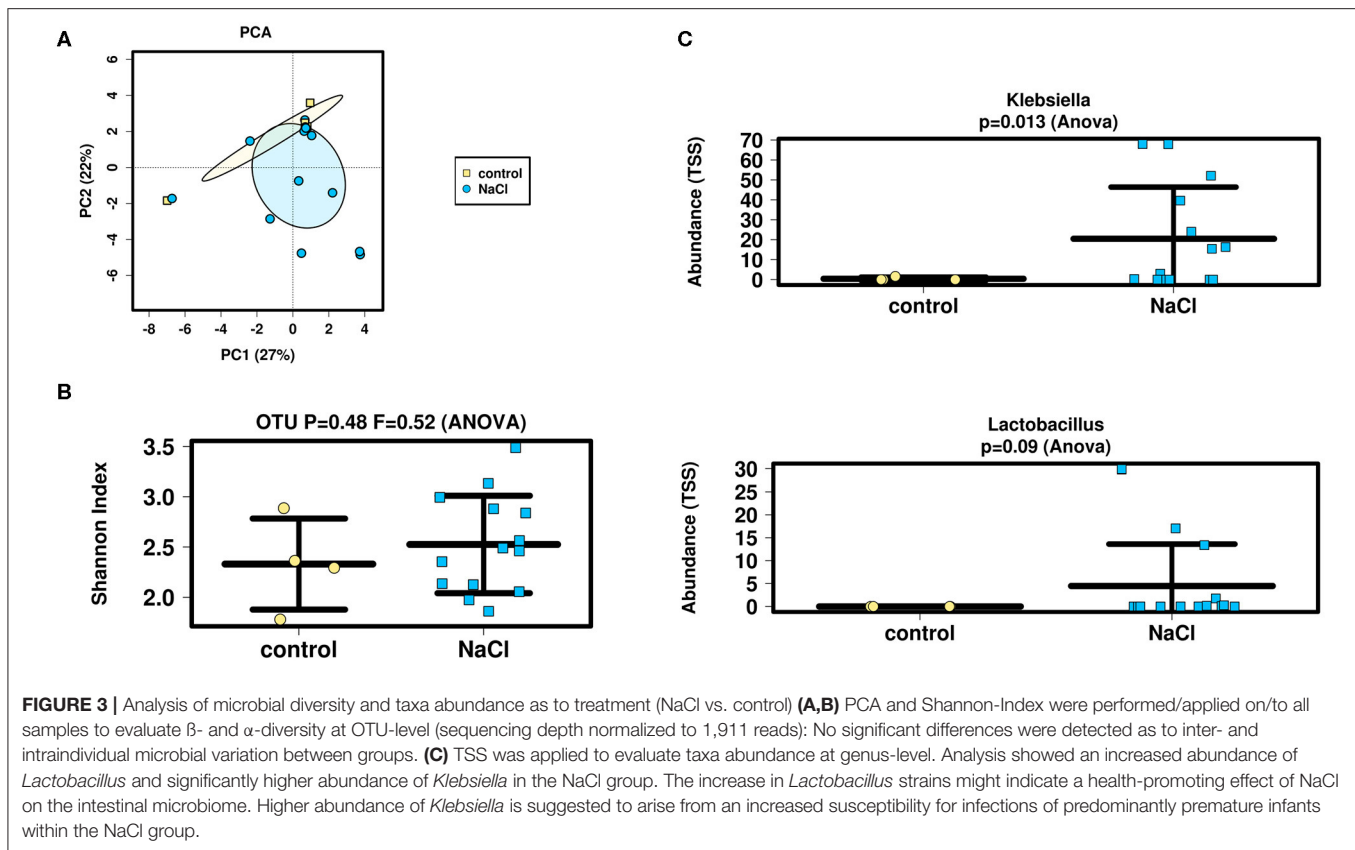 A
PCA
6
4
2
0
-2
-4
-6
PC2 (22%)
-8 -6 -4 -2 0 2 4
PC1 (27%)
control
NaCl
B
OTU P=0.48 F=0.52 (ANOVA)
3.5
3.0
2.5
2.0
Shannon Index
control NaCl
C
Klebsiella
p=0.013 (Anova)
70
60
50
40
30
20
10
0
Abundance (TSS)
control NaCl
Lactobacillus
p=0.09 (Anova)
30
25
20
15
10
5
0
Abundance (TSS)
control NaCl
FIGURE 3 | Analysis of microbial diversity and taxa abundance as to treatment (NaCl vs. control) (A,B) PCA and Shannon-Index were performed/applied on/to all
samples to evaluate ß- and α-diversity at OTU-level (sequencing depth normalized to 1,911 reads): No significant differences were detected as to inter- and
intraindividual microbial variation between groups. (C) TSS was applied to evaluate taxa abundance at genus-level. Analysis showed an increased abundance of
Lactobacillus and significantly higher abundance of Klebsiella in the NaCl group. The increase in Lactobacillus strains might indicate a health-promoting effect of NaCl
on the intestinal microbiome. Higher abundance of Klebsiella is suggested to arise from an increased susceptibility for infections of predominantly premature infants
within the NaCl group.